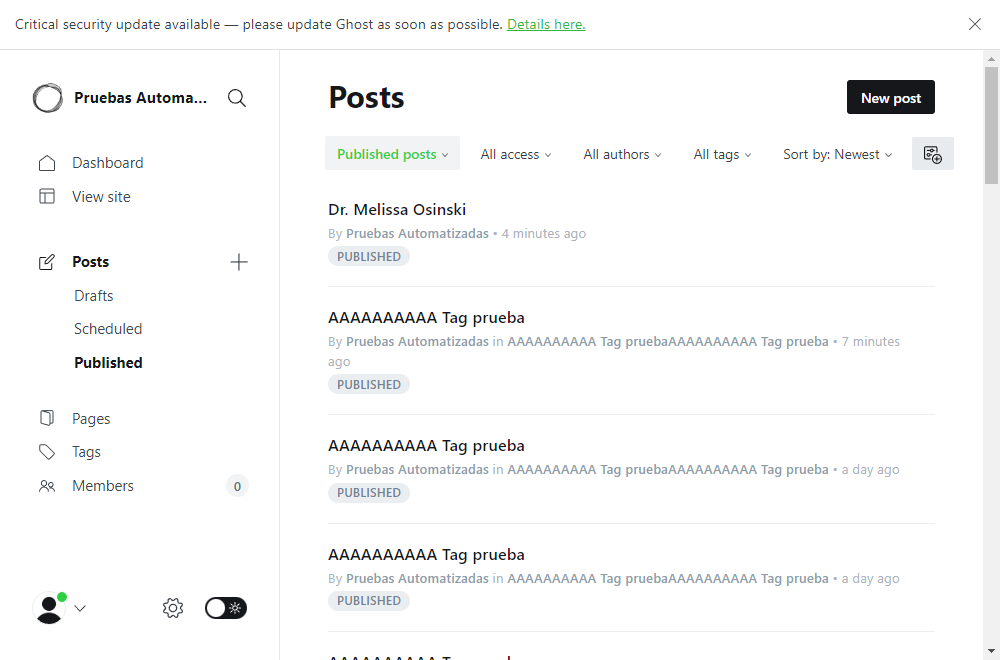 Critical security update available — please update Ghost as soon as possible. Details here.
Pruebas Automa...
Dashboard
View site
Posts
Drafts
Scheduled
Published
Pages
Tags
Members 0
Posts
New post
Published posts
All access
All authors
All tags
Sort by: Newest
Dr. Melissa Osinski
By Pruebas Automatizadas • 4 minutes ago
PUBLISHED
AAAAAAAAAA Tag prueba
By Pruebas Automatizadas in AAAAAAAAAA Tag pruebaAAAAAAAAAA Tag prueba • 7 minutes
ago
PUBLISHED
AAAAAAAAAA Tag prueba
By Pruebas Automatizadas in AAAAAAAAAA Tag pruebaAAAAAAAAAA Tag prueba • a day ago
PUBLISHED
AAAAAAAAAA Tag prueba
By Pruebas Automatizadas in AAAAAAAAAA Tag pruebaAAAAAAAAAA Tag prueba • a day ago
PUBLISHED